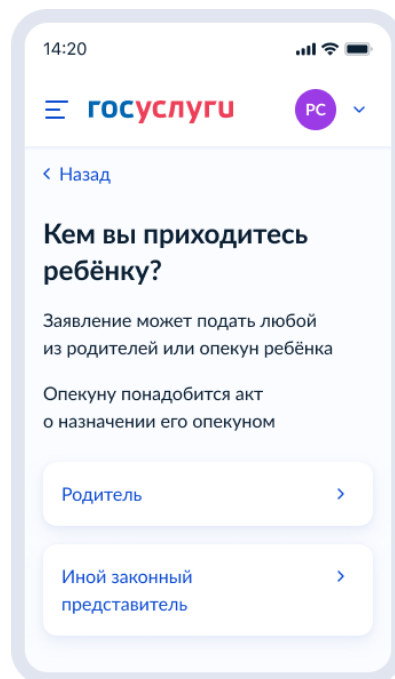 14:20
госуслуги
РС
Назад
Кем вы приходитесь
ребёнку?
Заявление может подать любой
из родителей или опекун ребёнка
Опекуну понадобится акт
о назначении его опекуном
Родитель
Иной законный
представитель